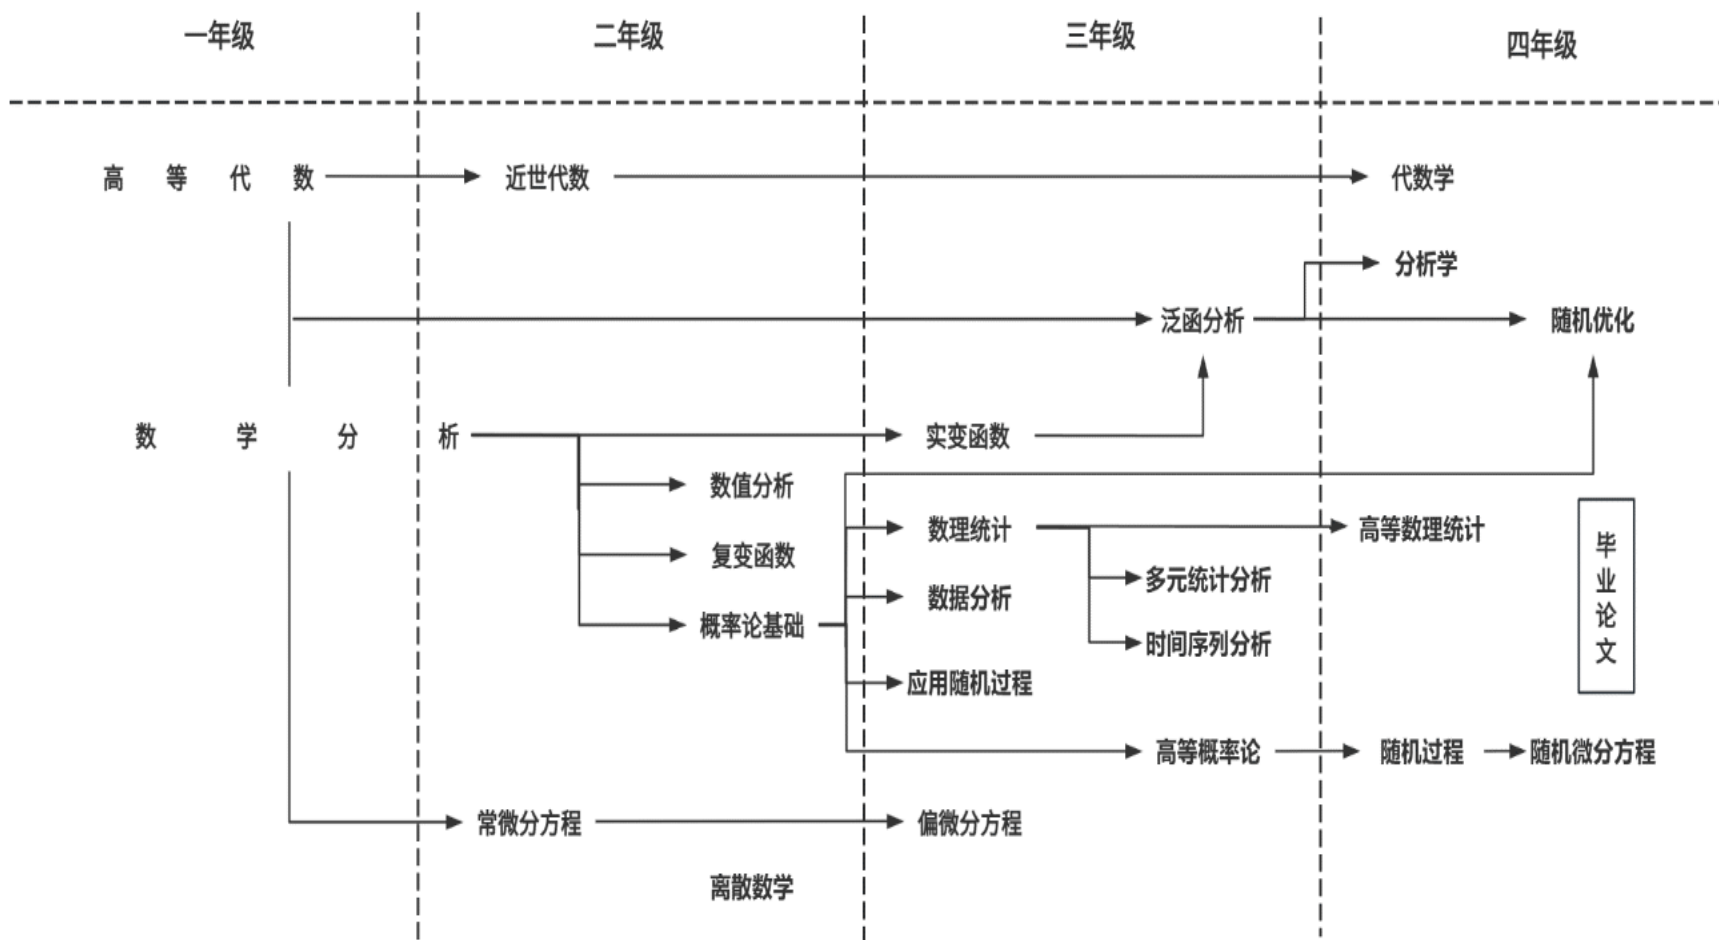 一年级 二年级 三年级 四年级
高等代数 近世代数 代数学
分析学
泛函分析 随机优化
数学分析 实变函数
数值分析
数理统计 高等数理统计
复变函数
多元统计分析
数据分析
概率论基础
时间序列分析
应用随机过程
毕业论文
高等概率论 随机过程 随机微分方程
常微分方程 偏微分方程
离散数学